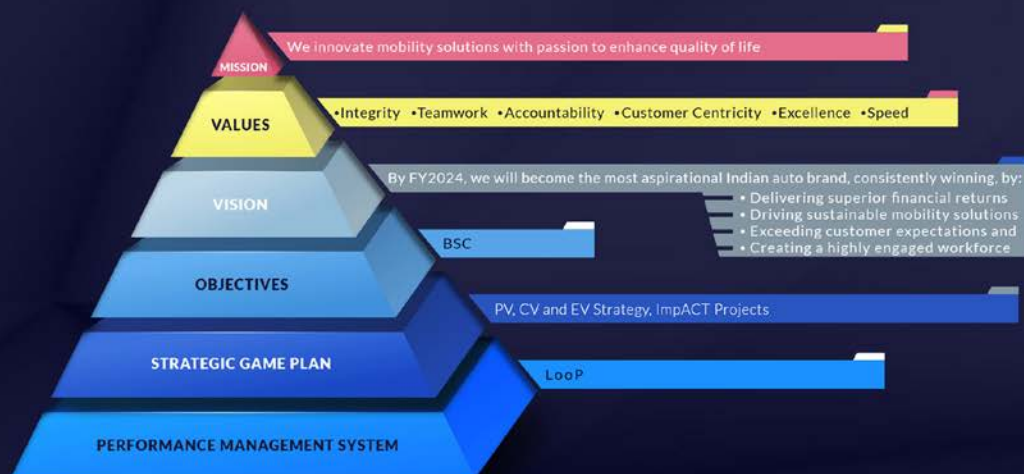 MISSION
We innovate mobility solutions with passion to enhance quality of life
VALUES
•Integrity •Teamwork •Accountability •Customer Centricity •Excellence •Speed
VISION
By FY2024, we will become the most aspirational Indian auto brand, consistently winning, by:
• Delivering superior financial returns
• Driving sustainable mobility solutions
• Exceeding customer expectations and
• Creating a highly engaged workforce
OBJECTIVES
BSC
STRATEGIC GAME PLAN
PV, CV and EV Strategy, ImpACT Projects
PERFORMANCE MANAGEMENT SYSTEM
LooP